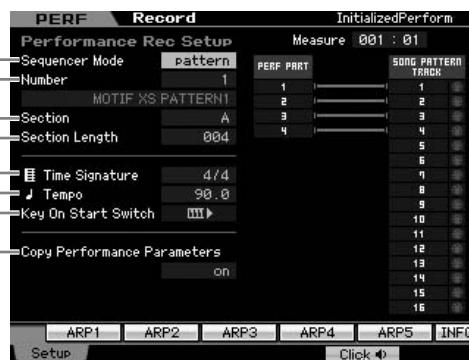 PERF Record InitializedPerform
Performance Rec Setup Measure 001 : 01
Sequencer Mode pattern
Number 1
MOTIF XS PATTERN1
Section A
Section Length 004
Time Signature 4/4
Tempo 90.0
Key On Start Switch
Copy Performance Parameters
on
PERF PART
1
2
3
4
SONG PATTERN
TRACK
1
2
3
4
5
6
7
8
9
10
11
12
13
14
15
16
ARP1 ARP2 ARP3 ARP4 ARP5 INFO
Setup Click